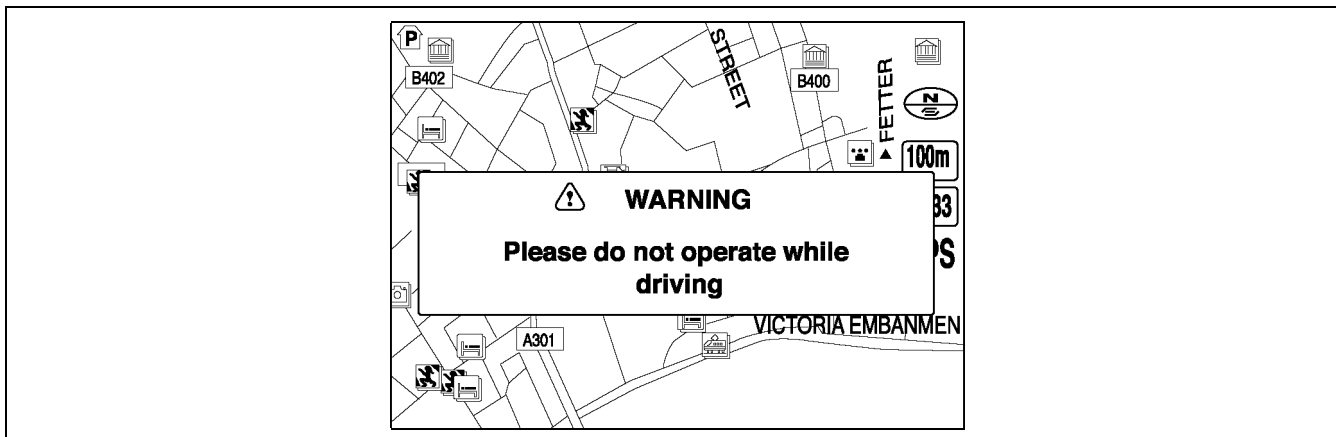 P
B402
STREET
B400
FETTER
N
S
100m
WARNING
33
Please do not operate while
PS
driving
VICTORIA EMBANMEN
A301